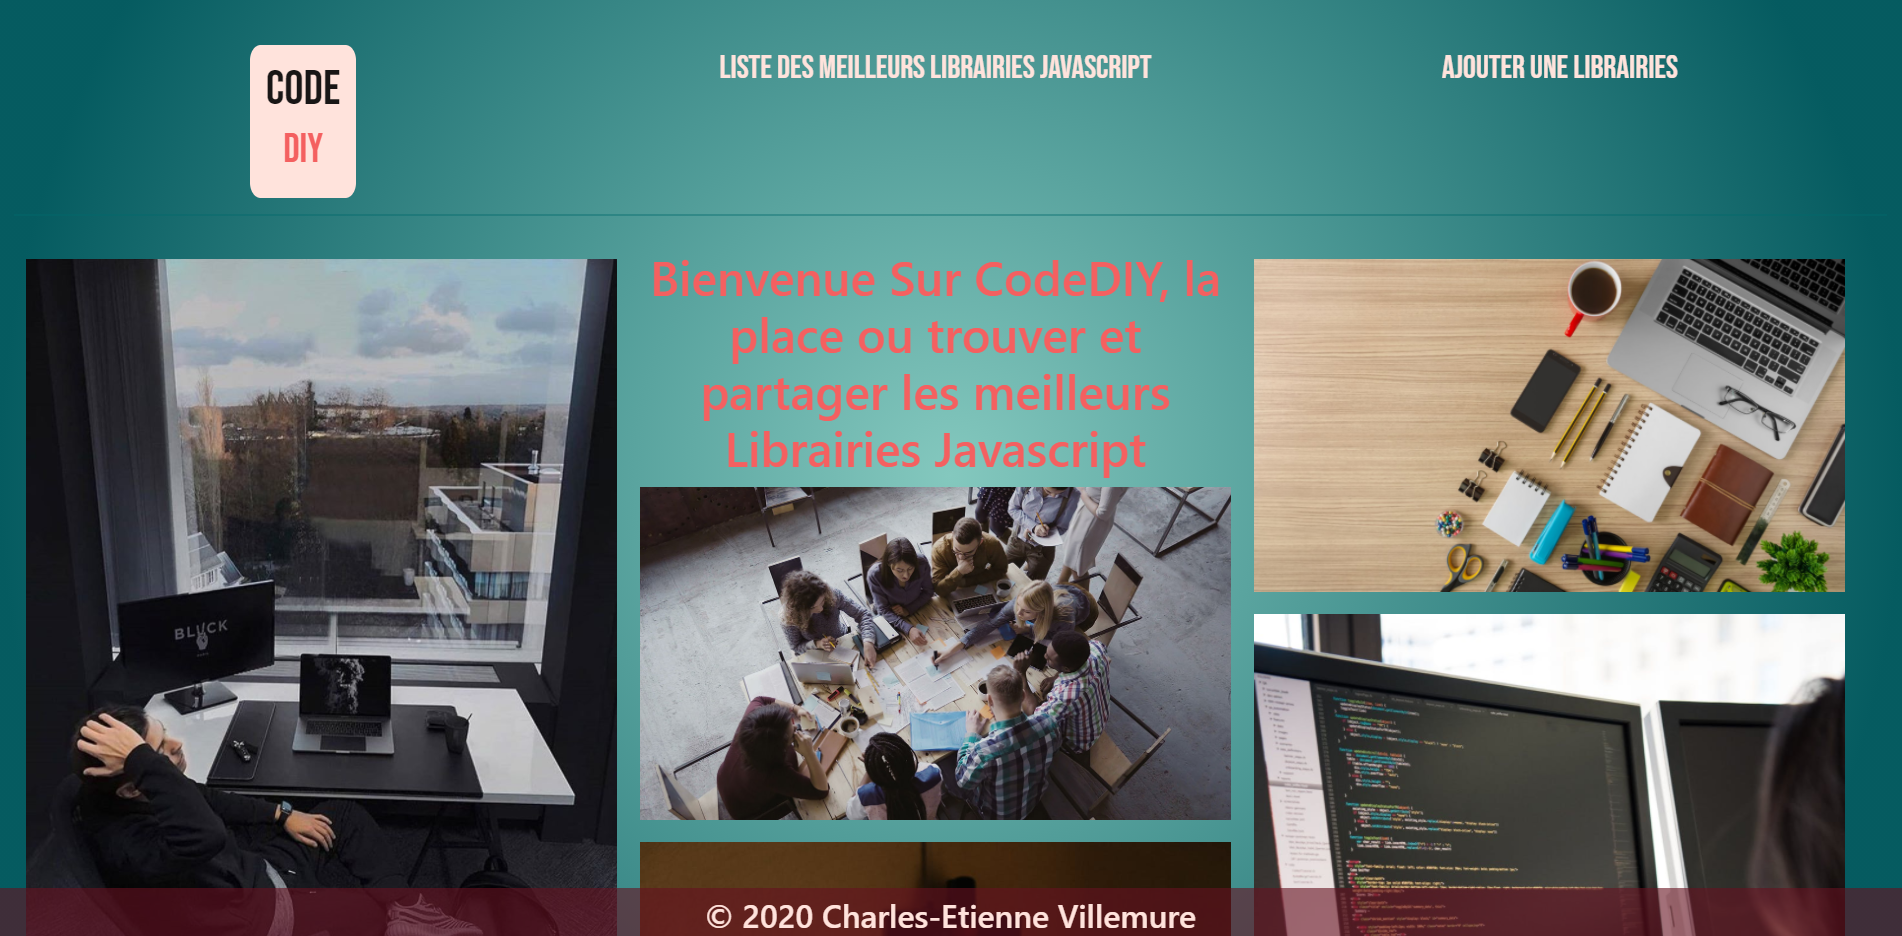 CODE
DIY
LISTE DES MEILLEURS LIBRAIRIES JAVASCRIPT
AJOUTER UNE LIBRAIRIES
Bienvenue Sur CodeDIY, la
place ou trouver et
partager les meilleurs
Librairies Javascript
BLVCK
© 2020 Charles-Etienne Villemure